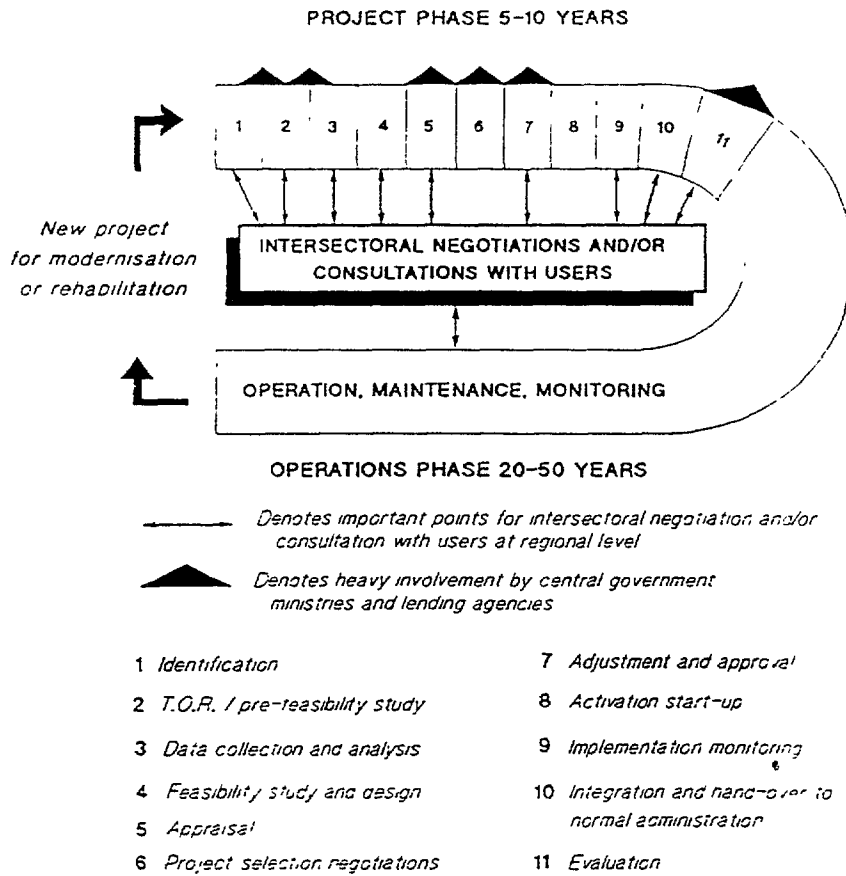 PROJECT PHASE 5-10 YEARS
1 2 3 4 5 6 7 8 9 10 11
New project
for modernisation
or rehabilitation
INTERSECTORAL NEGOTIATIONS AND/OR
CONSULTATIONS WITH USERS
OPERATION, MAINTENANCE, MONITORING
OPERATIONS PHASE 20-50 YEARS
Denotes important points for intersectoral negotiation and/or
consultation with users at regional level
Denotes heavy involvement by central government
ministries and lending agencies
1 Identification
2 T.O.R. / pre-feasibility study
3 Data collection and analysis
4 Feasibility study and design
5 Appraisal
6 Project selection negotiations
7 Adjustment and approval
8 Activation start-up
9 Implementation monitoring
10 Integration and hand-over to
normal administration
11 Evaluation